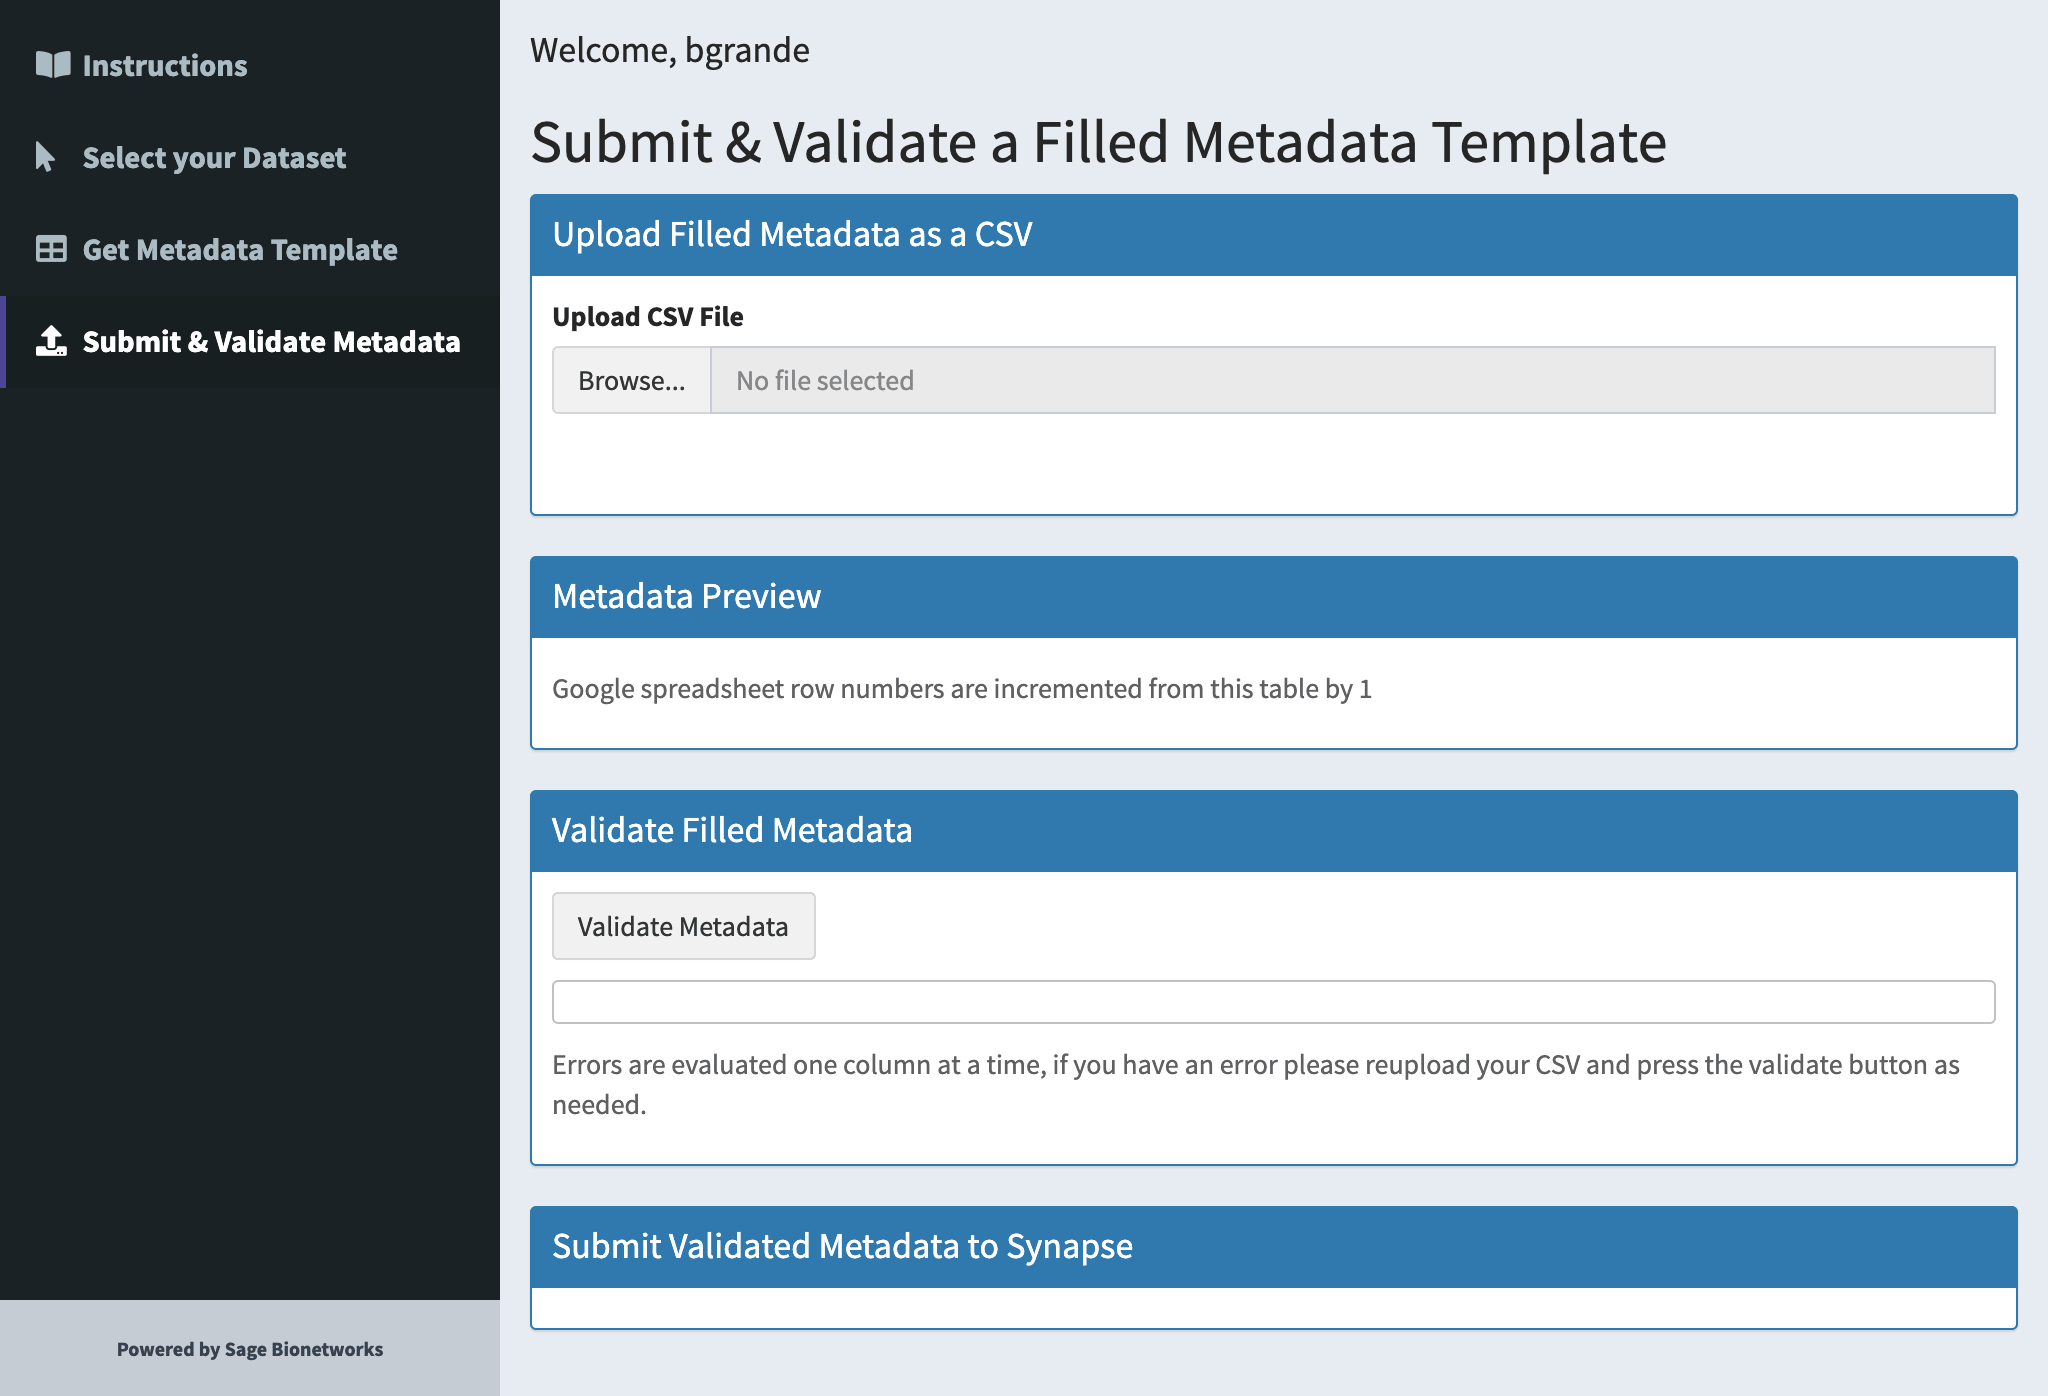 Instructions
Select your Dataset
Get Metadata Template
Submit & Validate Metadata
Powered by Sage Bionetworks
Welcome, bgrande
Submit & Validate a Filled Metadata Template
Upload Filled Metadata as a CSV
Upload CSV File
Browse... No file selected
Metadata Preview
Google spreadsheet row numbers are incremented from this table by 1
Validate Filled Metadata
Validate Metadata
Errors are evaluated one column at a time, if you have an error please reupload your CSV and press the validate button as
needed.
Submit Validated Metadata to Synapse